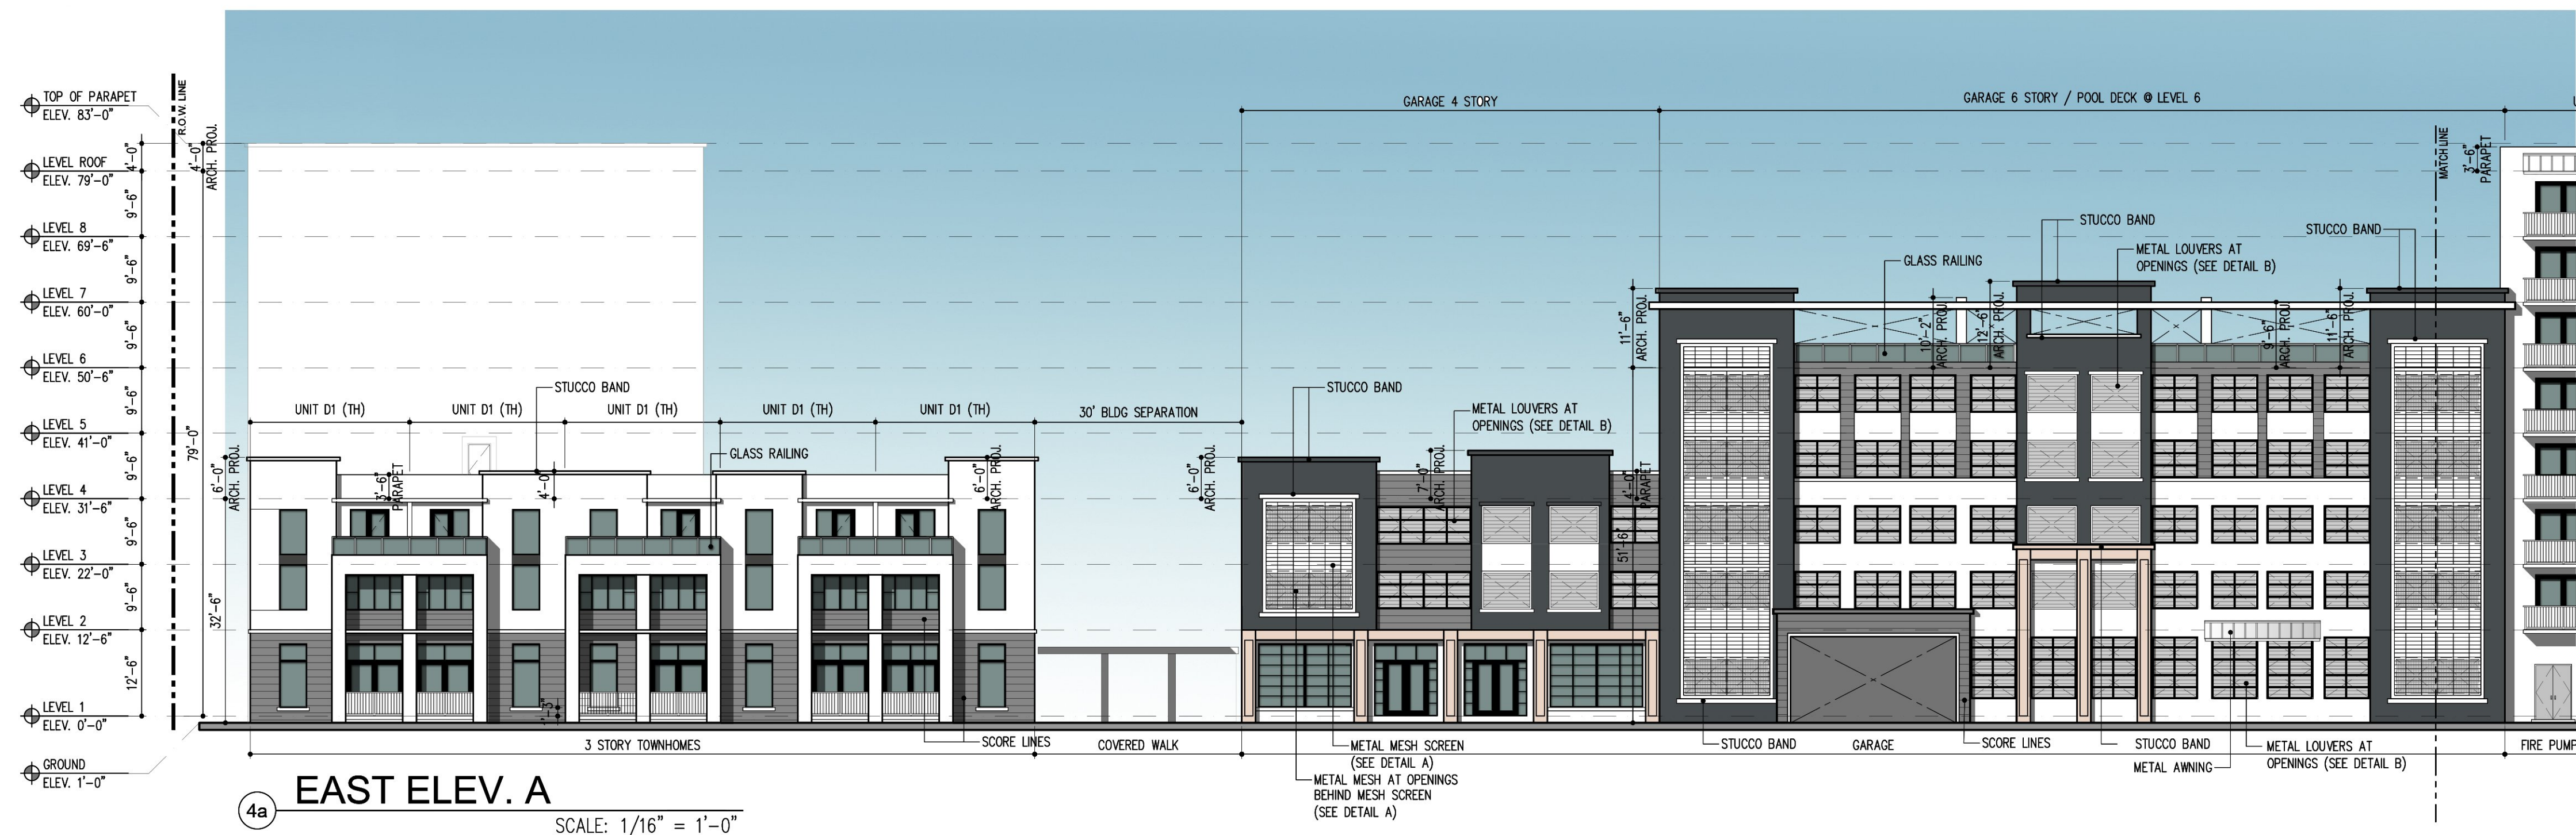 TOP OF PARAPET
ELEV. 83'-0"
LEVEL ROOF
ELEV. 79'-0"
LEVEL 8
ELEV. 69'-6"
LEVEL 7
ELEV. 60'-0"
LEVEL 6
ELEV. 50'-6"
LEVEL 5
ELEV. 41'-0"
LEVEL 4
ELEV. 31'-6"
LEVEL 3
ELEV. 22'-0"
LEVEL 2
ELEV. 12'-6"
LEVEL 1
ELEV. 0'-0"
GROUND
ELEV. 1'-0"
4'-0"
9'-6"
9'-6"
9'-6"
9'-6"
9'-6"
9'-6"
9'-6"
12'-6"
R.O.W. LINE
4'-0"
ARCH. PROJ.
79'-0"
6'-0"
ARCH. PROJ.
32'-6"
UNIT D1 (TH)
UNIT D1 (TH)
STUCCO BAND
UNIT D1 (TH)
UNIT D1 (TH)
UNIT D1 (TH)
30' BLDG SEPARATION
GLASS RAILING
3'-6"
PARAPET
4'-0"
6'-0"
ARCH. PROJ.
6'-0"
ARCH. PROJ.
3 STORY TOWNHOMES
SCORE LINES
COVERED WALK
GARAGE 4 STORY
STUCCO BAND
METAL LOUVERS AT
OPENINGS (SEE DETAIL B)
7'-0"
ARCH. PROJ.
4'-0"
PARAPET
51'-6"
11'-6"
ARCH. PROJ.
METAL MESH SCREEN
(SEE DETAIL A)
METAL MESH AT OPENINGS
BEHIND MESH SCREEN
(SEE DETAIL A)
GARAGE 6 STORY / POOL DECK @ LEVEL 6
GLASS RAILING
STUCCO BAND
METAL LOUVERS AT
OPENINGS (SEE DETAIL B)
STUCCO BAND
10'-2"
ARCH. PROJ.
12'-6"
ARCH. PROJ.
9'-6"
ARCH. PROJ.
11'-6"
ARCH. PROJ.
MATCH LINE
3'-6"
PARAPET
STUCCO BAND
GARAGE
SCORE LINES
STUCCO BAND
METAL AWNING
METAL LOUVERS AT
OPENINGS (SEE DETAIL B)
FIRE PUMP
4a
EAST ELEV. A
SCALE: 1/16" = 1'-0"